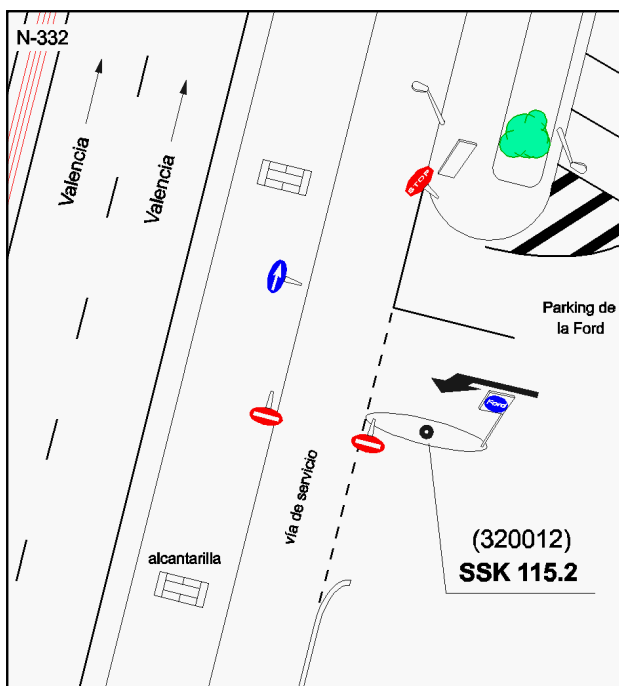 N-332
Valencia
Valencia
STOP
Parking de
la Ford
Ford
vía de servicio
(320012)
SSK 115.2
alcantarilla